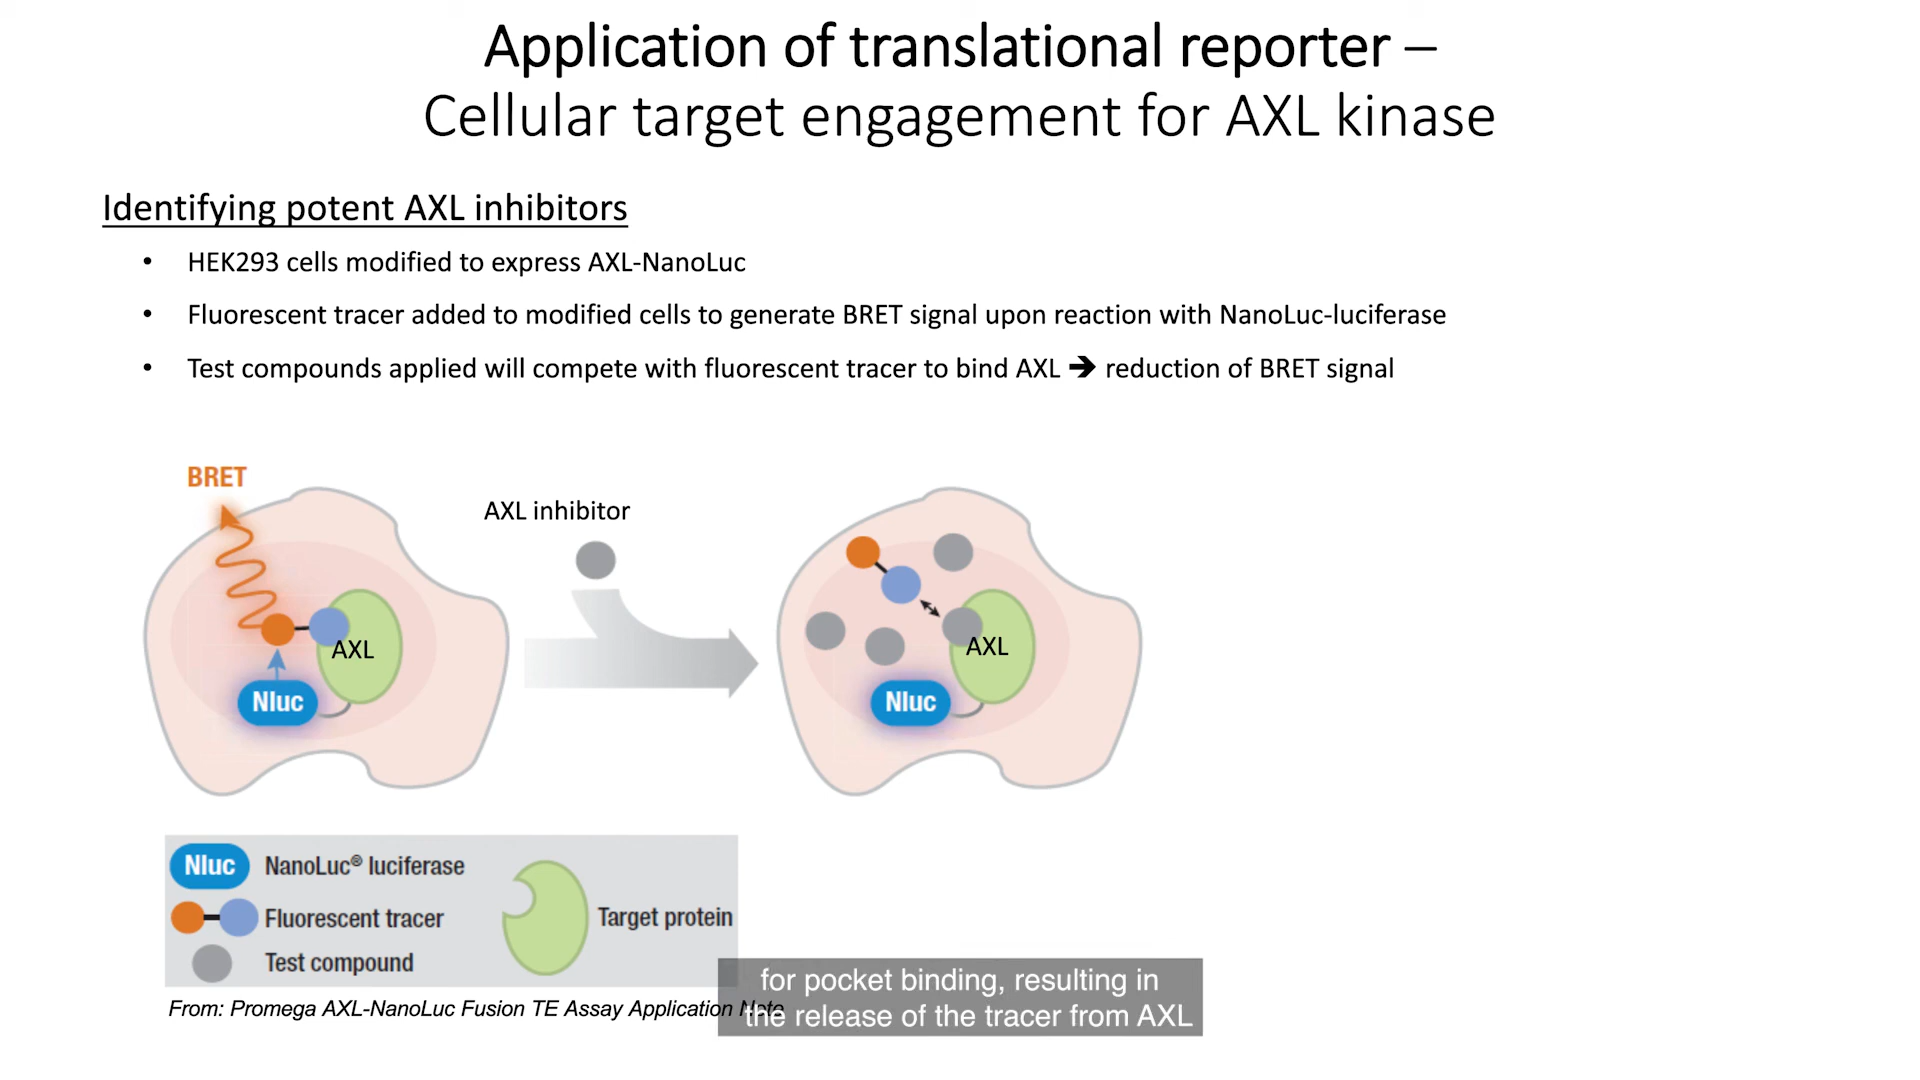 Application of translational reporter –
Cellular target engagement for AXL kinase
Identifying potent AXL inhibitors
• HEK293 cells modified to express AXL-NanoLuc
• Fluorescent tracer added to modified cells to generate BRET signal upon reaction with NanoLuc-luciferase
• Test compounds applied will compete with fluorescent tracer to bind AXL ➔ reduction of BRET signal
BRET
AXL inhibitor
AXL
Nluc
AXL
Nluc
Nluc NanoLuc® luciferase
Fluorescent tracer
Target protein
Test compound
From: Promega AXL-NanoLuc Fusion TE Assay Application Note
for pocket binding, resulting in
the release of the tracer from AXL